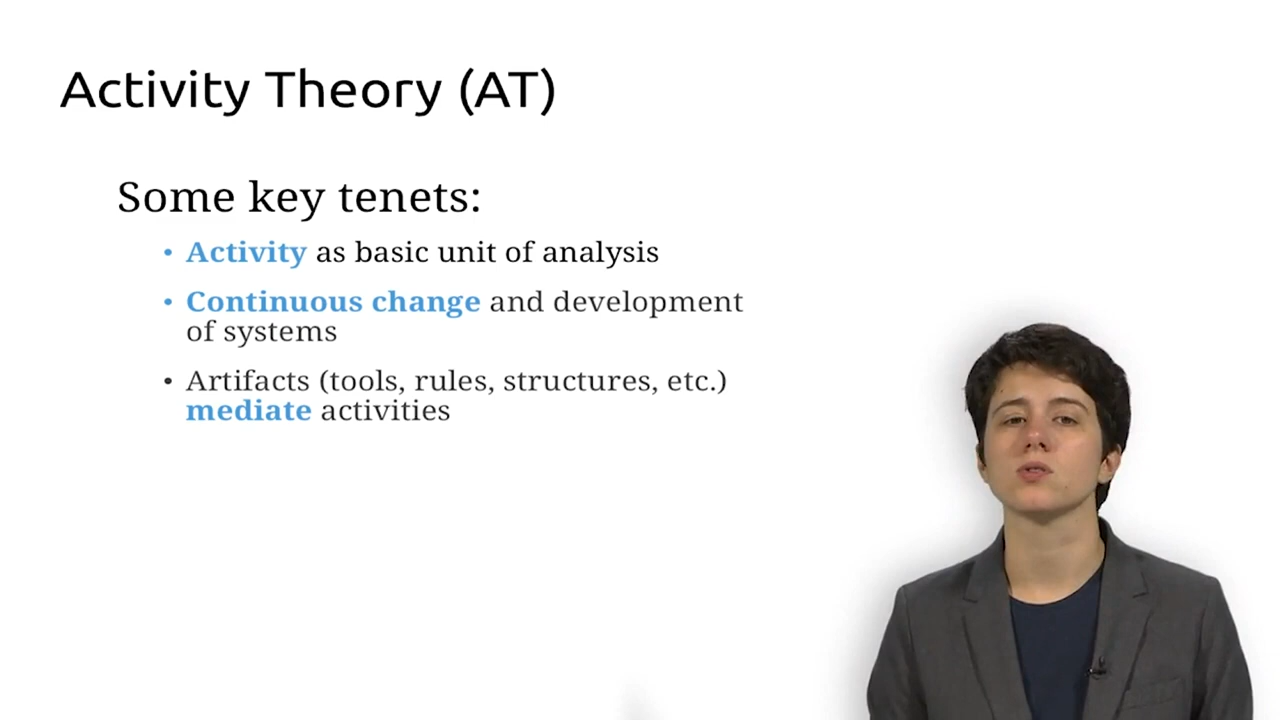 Activity Theory (AT)
Some key tenets:
• Activity as basic unit of analysis
• Continuous change and development
of systems
• Artifacts (tools, rules, structures, etc.)
mediate activities